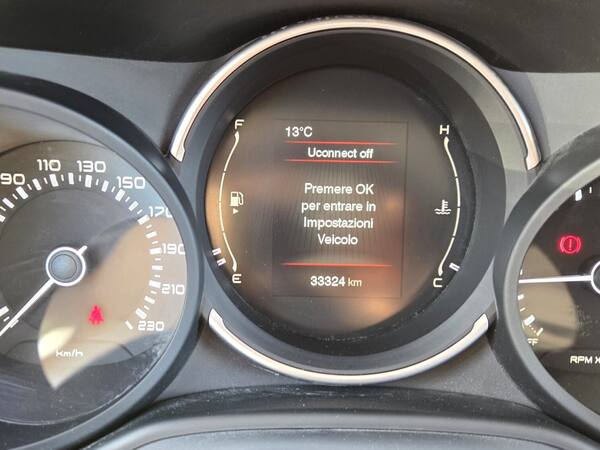 F
H
13°C
Uconnect off
Premere OK
per entrare in
Impostazioni
Veicolo
33324 km
E
C
90 110 130 150 170 190 210 230
Km/h
FF
RPM X